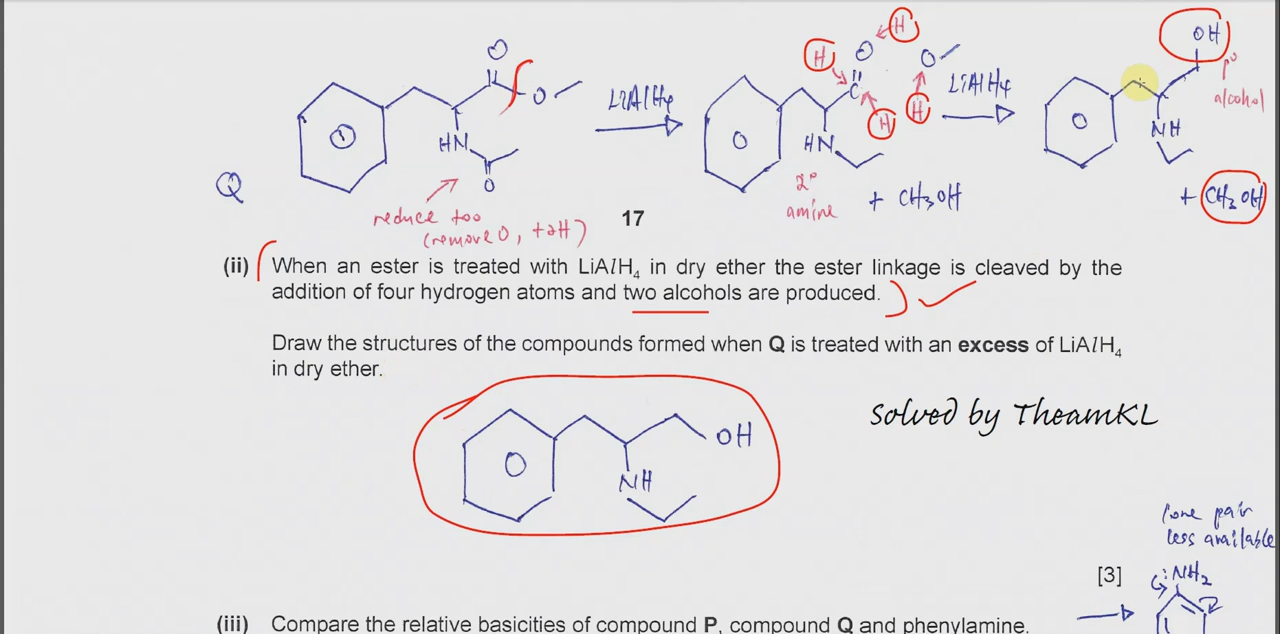 O
H
H
O
O
OH
C
1°
alcohol
O
LiAlH4
LiAlH4
H
H
HN
HN
NH
O
Q
2°
amine
+ CH3OH
+ CH3OH
reduce too
(remove O, +2H)
17
(ii) When an ester is treated with LiAlH4 in dry ether the ester linkage is cleaved by the
addition of four hydrogen atoms and two alcohols are produced.
Draw the structures of the compounds formed when Q is treated with an excess of LiAlH4
in dry ether.
Solved by TheamKL
OH
NH
lone pair
less available
[3]
:NH2
(iii) Compare the relative basicities of compound P, compound Q and phenylamine.